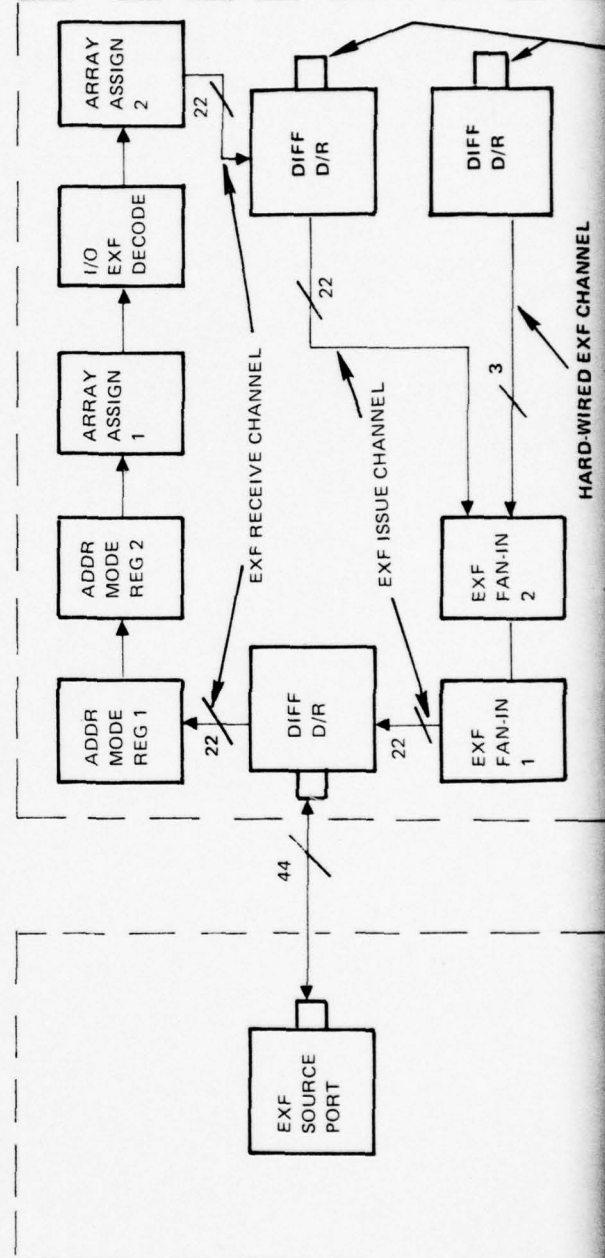 ARRAY
ASSIGN
2
I/O
EXF
DECODE
ARRAY
ASSIGN
1
ADDR
MODE
REG 2
ADDR
MODE
REG 1
22
22
EXF RECEIVE CHANNEL
DIFF
D/R
DIFF
D/R
DIFF
D/R
22
22
EXF ISSUE CHANNEL
3
HARD-WIRED EXF CHANNEL
EXF
FAN-IN
2
EXF
FAN-IN
1
44
EXF
SOURCE
PORT